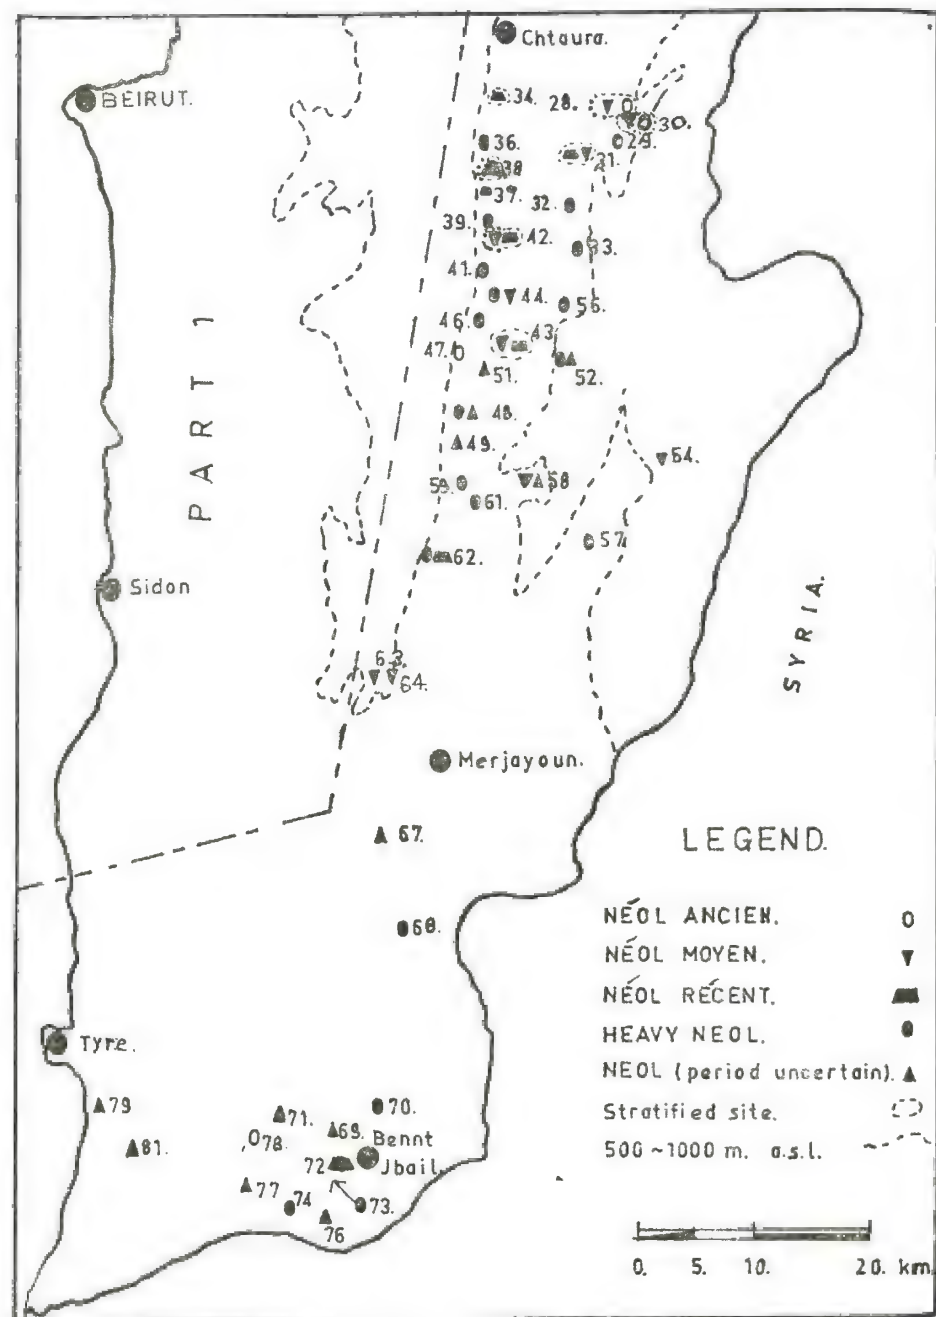 Chtaura.
BEIRUT.
34.
28.
30.
36.
29.
31.
38
37.
32.
39.
42.
33.
41.
44.
56.
46.
43.
47.
51.
52.
48.
49.
54.
59.
58
61.
57.
62.
PART 1
Sidon
SYRIA.
63.
64.
Merjayoun.
67.
LEGEND.
NÉOL ANCIEN.
68.
NÉOL MOYEN.
NÉOL RÉCENT.
HEAVY NEOL.
Tyre.
NEOL (period uncertain).
79
71.
70.
Stratified site.
81.
78.
69.
Bennt
Jbail.
500 ~ 1000 m. a.s.l.
72
77
74
73.
76
0. 5. 10. 20. km.